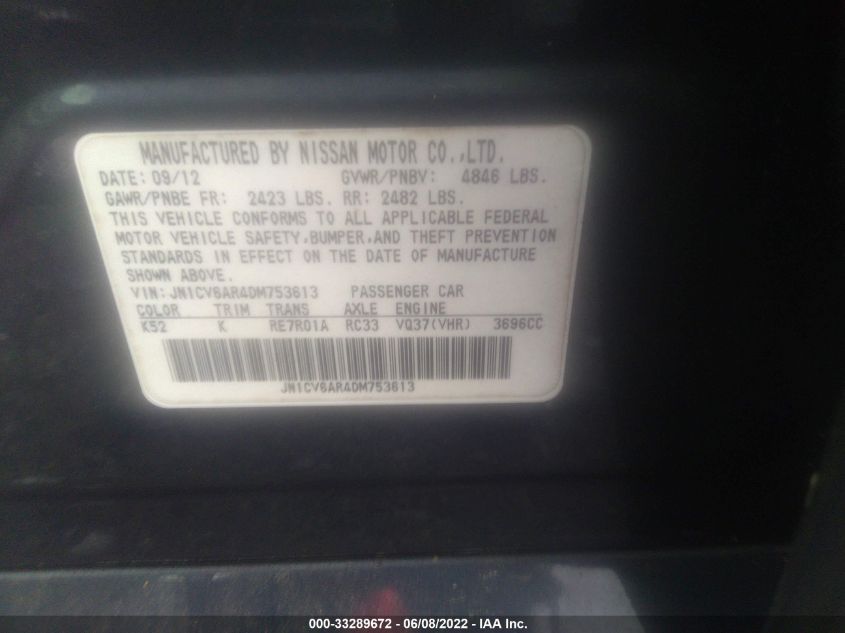 MANUFACTURED BY NISSAN MOTOR CO.,LTD.
DATE: 09/12 GVWR/PNBV: 4846 LBS.
GAWR/PNBE FR: 2423 LBS. RR: 2482 LBS.
THIS VEHICLE CONFORMS TO ALL APPLICABLE FEDERAL
MOTOR VEHICLE SAFETY,BUMPER,AND THEFT PREVENTION
STANDARDS IN EFFECT ON THE DATE OF MANUFACTURE
SHOWN ABOVE.
VIN:JN1CV6AR4DM753613 PASSENGER CAR
COLOR TRIM TRANS AXLE ENGINE
K52 K RE7R01A RC33 VQ37(VHR) 3696CC
JN1CV6AR4DM753613
000-33289672 - 06/08/2022 - IAA Inc.